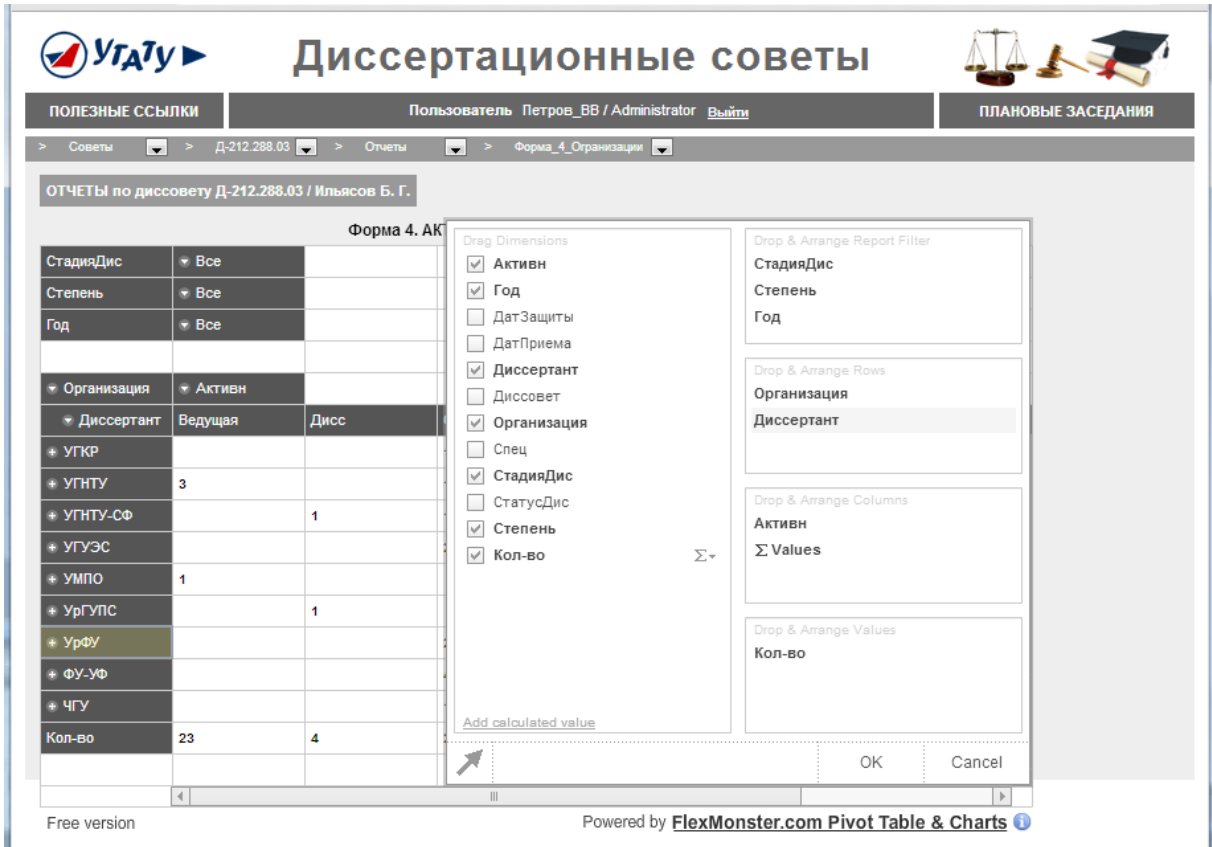 УГАТУ
Диссертационные советы
ПОЛЕЗНЫЕ ССЫЛКИ
Пользователь Петров_ВВ / Administrator Выйти
ПЛАНОВЫЕ ЗАСЕДАНИЯ
> Советы > Д-212.288.03 > Отчеты > Форма_4_Огранизации
ОТЧЕТЫ по диссовету Д-212.288.03 / Ильясов Б. Г.
Форма 4. АК
СтадияДис Все
Степень Все
Год Все
Организация Активн
Диссертант Ведущая Дисс
УГКР
УГНТУ 3
УГНТУ-СФ 1
УГУЭС
УМПО 1
УрГУПС 1
УрФУ
ФУ-УФ
ЧГУ
Кол-во 23 4
Drag Dimensions
Активн
Год
ДатЗащиты
ДатПриема
Диссертант
Диссовет
Организация
Спец
СтадияДис
СтатусДис
Степень
Кол-во Σ
Add calculated value
Drop & Arrange Report Filter
СтадияДис
Степень
Год
Drop & Arrange Rows
Организация
Диссертант
Drop & Arrange Columns
Активн
Σ Values
Drop & Arrange Values
Кол-во
OK Cancel
Free version
Powered by FlexMonster.com Pivot Table & Charts